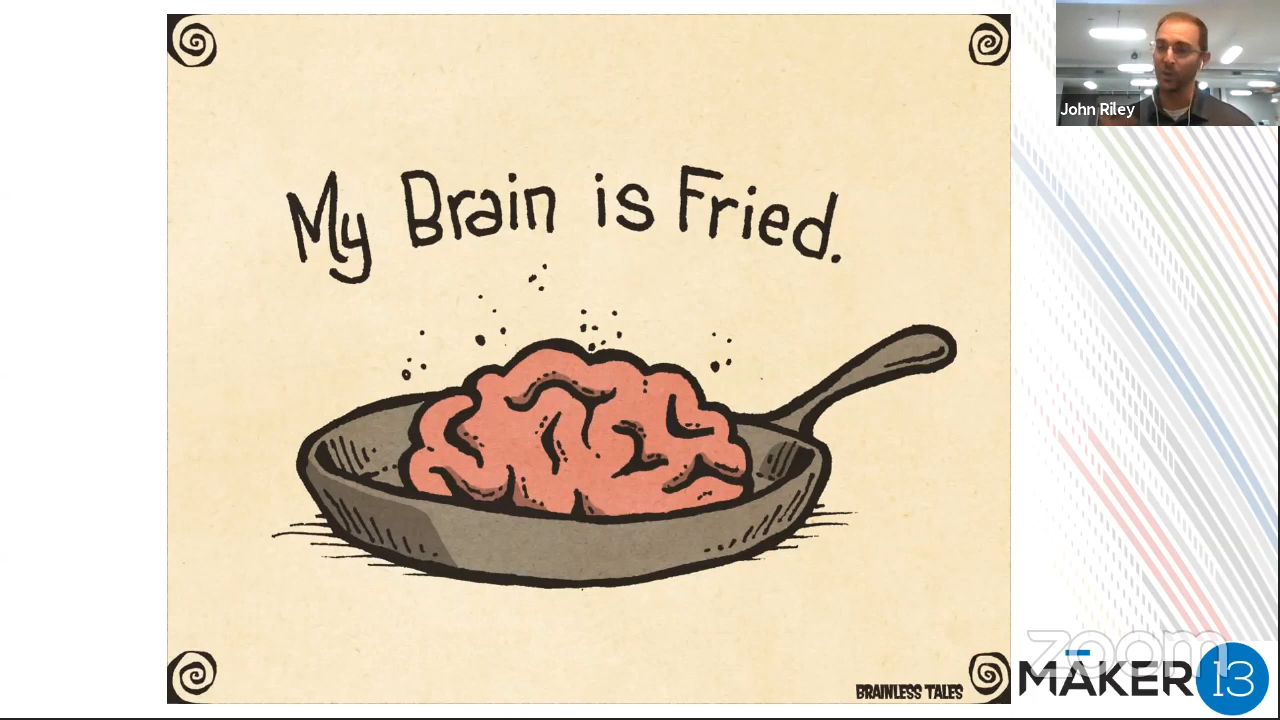 John Riley
My Brain is Fried.
BRAINLESS TALES
zoom
MAKER 13